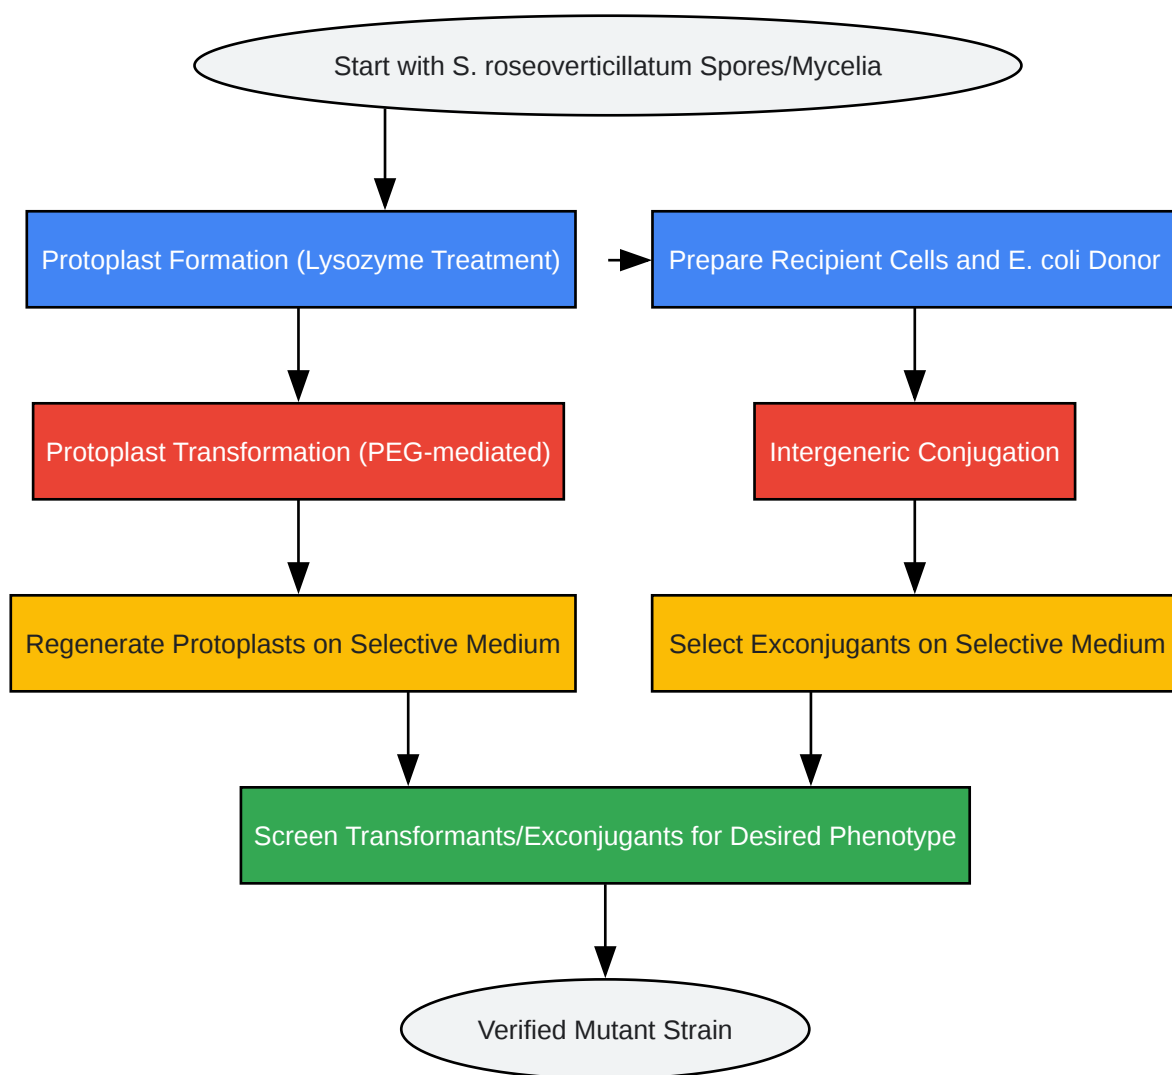 Start with S. roseoverticillatum Spores/Mycelia
Protoplast Formation (Lysozyme Treatment)
Prepare Recipient Cells and E. coli Donor
Protoplast Transformation (PEG-mediated)
Intergeneric Conjugation
Regenerate Protoplasts on Selective Medium
Select Exconjugants on Selective Medium
Screen Transformants/Exconjugants for Desired Phenotype
Verified Mutant Strain